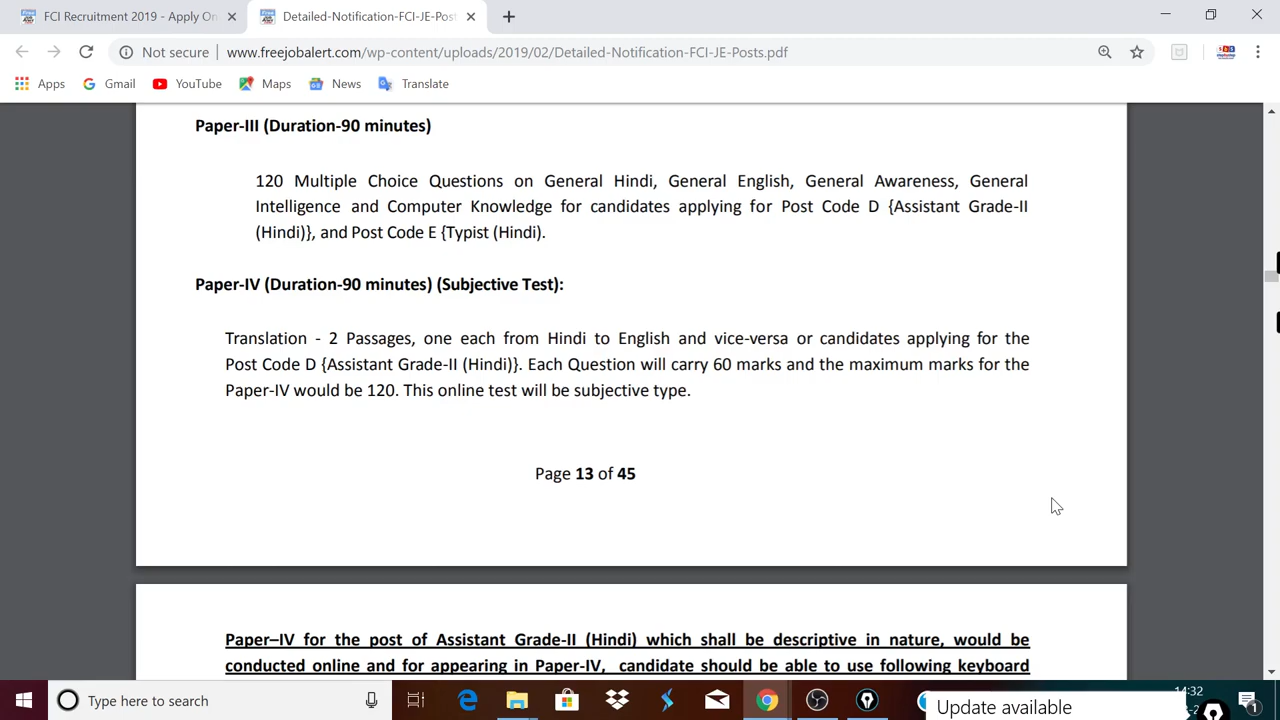 FCI Recruitment 2019 - Apply On
Detailed-Notification-FCI-JE-Post
Not secure
www.freejobalert.com/wp-content/uploads/2019/02/Detailed-Notification-FCI-JE-Posts.pdf
Apps
Gmail
YouTube
Maps
News
Translate
Paper-III (Duration-90 minutes)
120 Multiple Choice Questions on General Hindi, General English, General Awareness, General
Intelligence and Computer Knowledge for candidates applying for Post Code D {Assistant Grade-II
(Hindi)}, and Post Code E {Typist (Hindi).
Paper-IV (Duration-90 minutes) (Subjective Test):
Translation - 2 Passages, one each from Hindi to English and vice-versa or candidates applying for the
Post Code D {Assistant Grade-II (Hindi)}. Each Question will carry 60 marks and the maximum marks for the
Paper-IV would be 120. This online test will be subjective type.
Page 13 of 45
Paper–IV for the post of Assistant Grade-II (Hindi) which shall be descriptive in nature, would be
conducted online and for appearing in Paper-IV, candidate should be able to use following keyboard
Type here to search
14:32
Update available